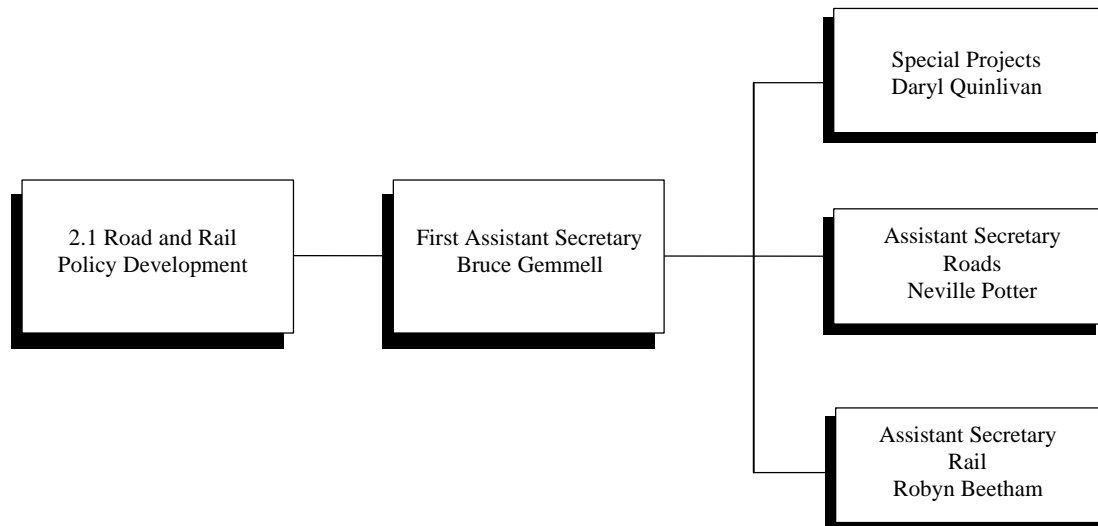 2.1 Road and Rail
Policy Development
First Assistant Secretary
Bruce Gemmell
Special Projects
Daryl Quinlivan
Assistant Secretary
Roads
Neville Potter
Assistant Secretary
Rail
Robyn Beetham